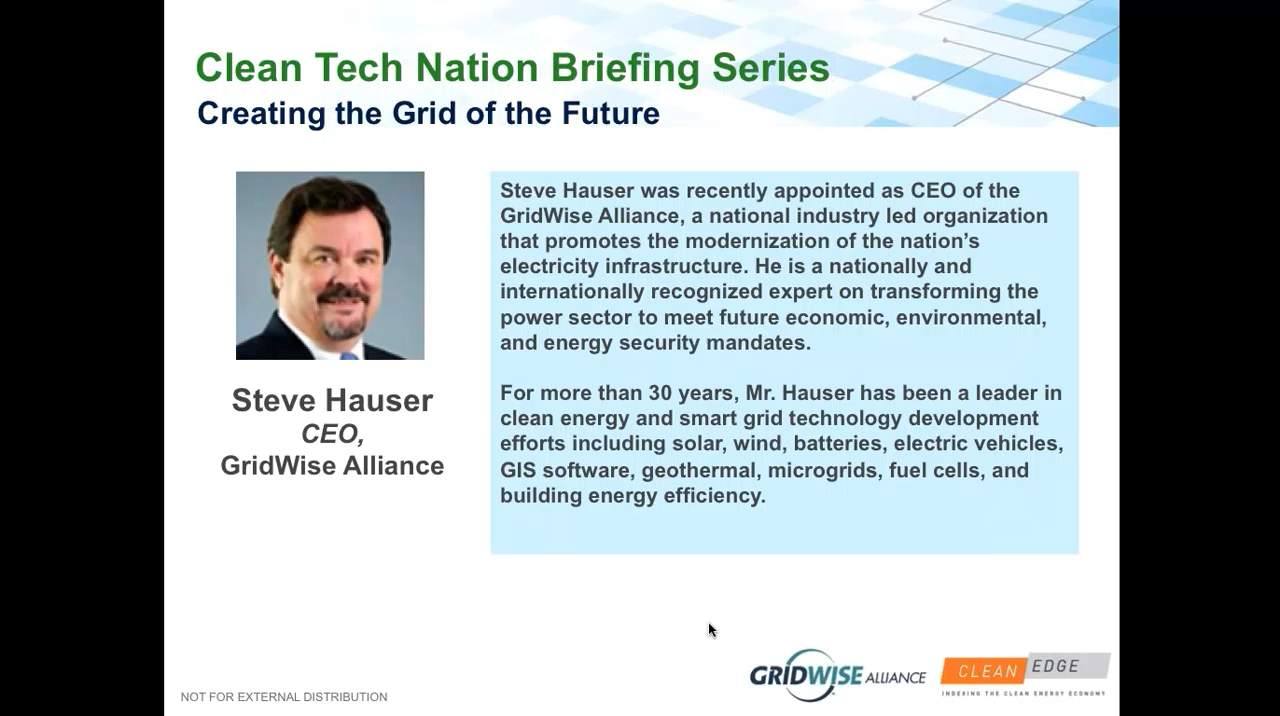 Clean Tech Nation Briefing Series
Creating the Grid of the Future
Steve Hauser was recently appointed as CEO of the
GridWise Alliance, a national industry led organization
that promotes the modernization of the nation's
electricity infrastructure. He is a nationally and
internationally recognized expert on transforming the
power sector to meet future economic, environmental,
and energy security mandates.
For more than 30 years, Mr. Hauser has been a leader in
clean energy and smart grid technology development
efforts including solar, wind, batteries, electric vehicles,
GIS software, geothermal, microgrids, fuel cells, and
building energy efficiency.
Steve Hauser
CEO,
GridWise Alliance
NOT FOR EXTERNAL DISTRIBUTION
GRIDWISE ALLIANCE
CLEAN EDGE
INDEXING THE CLEAN ENERGY ECONOMY